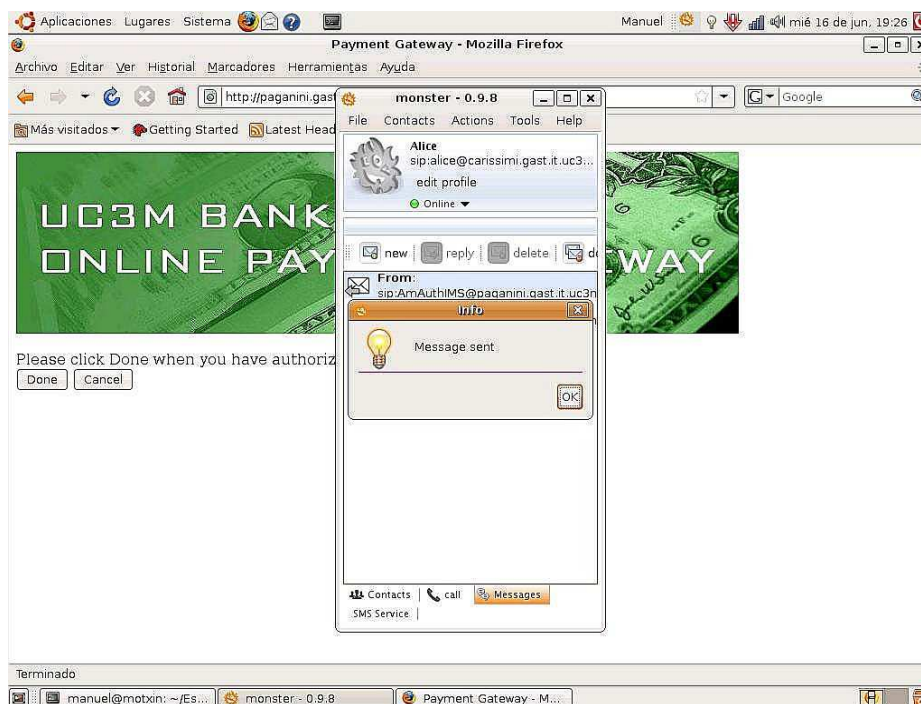 Aplicaciones Lugares Sistema Manuel mié 16 de jun, 19:26
Payment Gateway - Mozilla Firefox
Archivo Editar Ver Historial Marcadores Herramientas Ayuda
http://paganini.gast
Google
Más visitados Getting Started Latest Head
monster - 0.9.8
File Contacts Actions Tools Help
Alice
sip:alice@carissimi.gast.it.uc3...
edit profile
Online
new reply delete
From:
sip:AmAuthIMS@paganini.gast.it.uc3
Info
Message sent
OK
Contacts call Messages
SMS Service
UC3M BANK
ONLINE PAY WAY
Please click Done when you have authoriz
Done Cancel
Terminado
manuel@motxin: ~/Es... monster - 0.9.8 Payment Gateway - M...